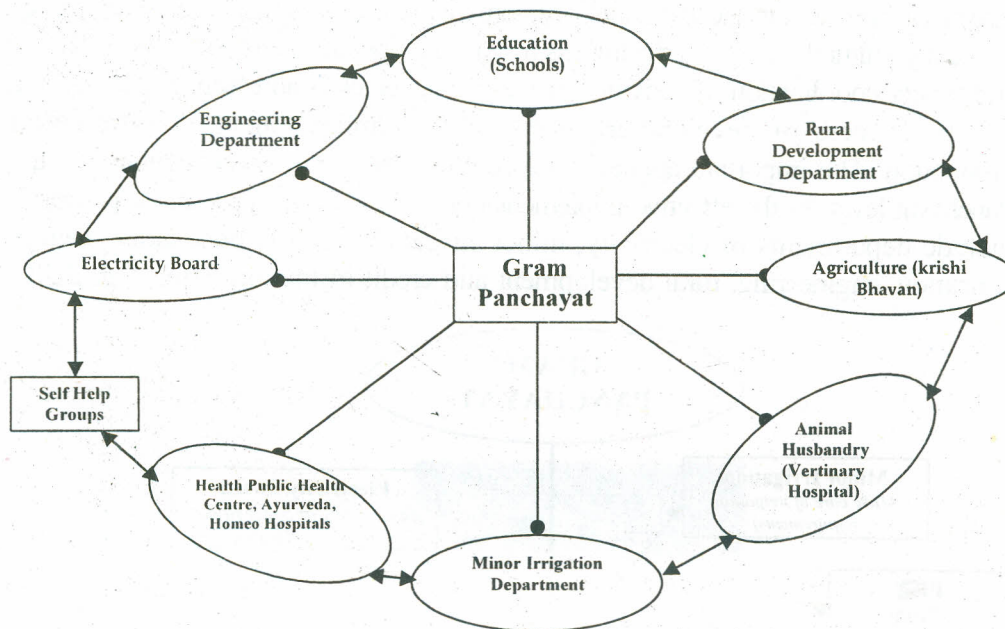 Education
(Schools)
Engineering
Department
Rural
Development
Department
Electricity Board
Gram
Panchayat
Agriculture (krishi
Bhavan)
Self Help
Groups
Animal
Husbandry
(Vertinary
Hospital)
Health Public Health
Centre, Ayurveda,
Homeo Hospitals
Minor Irrigation
Department